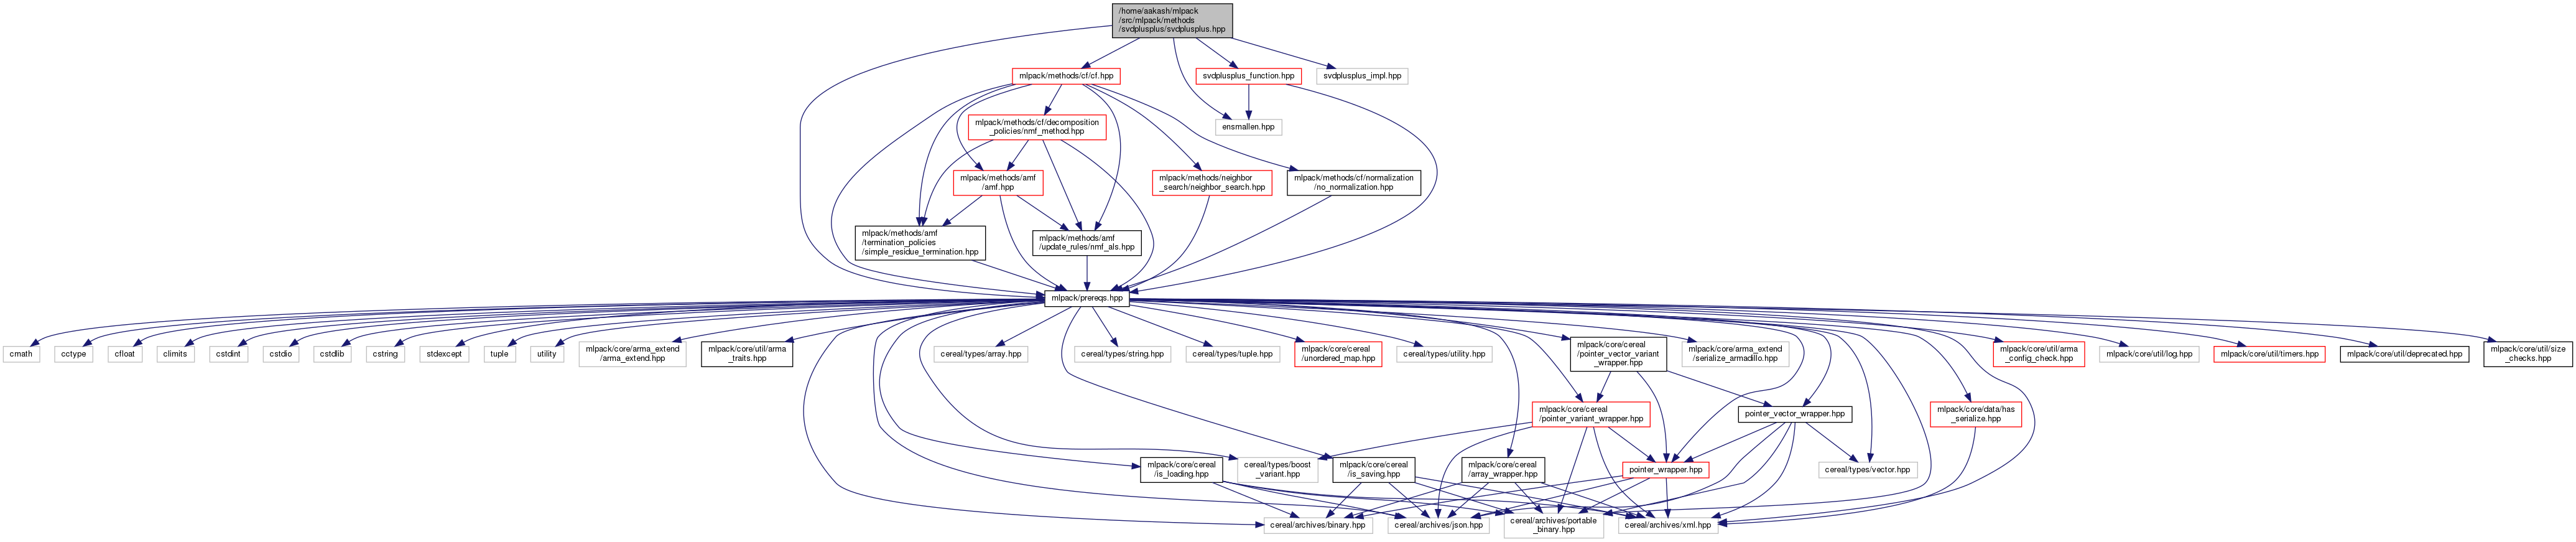 /home/aakash/mlpack
/src/mlpack/methods
/svdplusplus/svdplusplus.hpp
mlpack/methods/cf/cf.hpp
svdplusplus_function.hpp
svdplusplus_impl.hpp
mlpack/methods/cf/decomposition
_policies/nmf_method.hpp
ensmallen.hpp
mlpack/methods/amf
/amf.hpp
mlpack/methods/neighbor
_search/neighbor_search.hpp
mlpack/methods/cf/normalization
/no_normalization.hpp
mlpack/methods/amf
/termination_policies
/simple_residue_termination.hpp
mlpack/methods/amf
/update_rules/nmf_als.hpp
mlpack/prereqs.hpp
cmath
cctype
cfloat
climits
cstdint
cstdio
cstdlib
cstring
stdexcept
tuple
utility
mlpack/core/arma_extend
/arma_extend.hpp
mlpack/core/util/arma
_traits.hpp
cereal/types/array.hpp
cereal/types/string.hpp
cereal/types/tuple.hpp
mlpack/core/cereal
/unordered_map.hpp
cereal/types/utility.hpp
mlpack/core/cereal
/pointer_vector_variant
_wrapper.hpp
mlpack/core/arma_extend
/serialize_armadillo.hpp
mlpack/core/util/arma
_config_check.hpp
mlpack/core/util/log.hpp
mlpack/core/util/timers.hpp
mlpack/core/util/deprecated.hpp
mlpack/core/util/size
_checks.hpp
mlpack/core/cereal
/pointer_variant_wrapper.hpp
pointer_vector_wrapper.hpp
mlpack/core/data/has
_serialize.hpp
mlpack/core/cereal
/is_loading.hpp
cereal/types/boost
_variant.hpp
mlpack/core/cereal
/is_saving.hpp
mlpack/core/cereal
/array_wrapper.hpp
pointer_wrapper.hpp
cereal/types/vector.hpp
cereal/archives/binary.hpp
cereal/archives/json.hpp
cereal/archives/portable
_binary.hpp
cereal/archives/xml.hpp